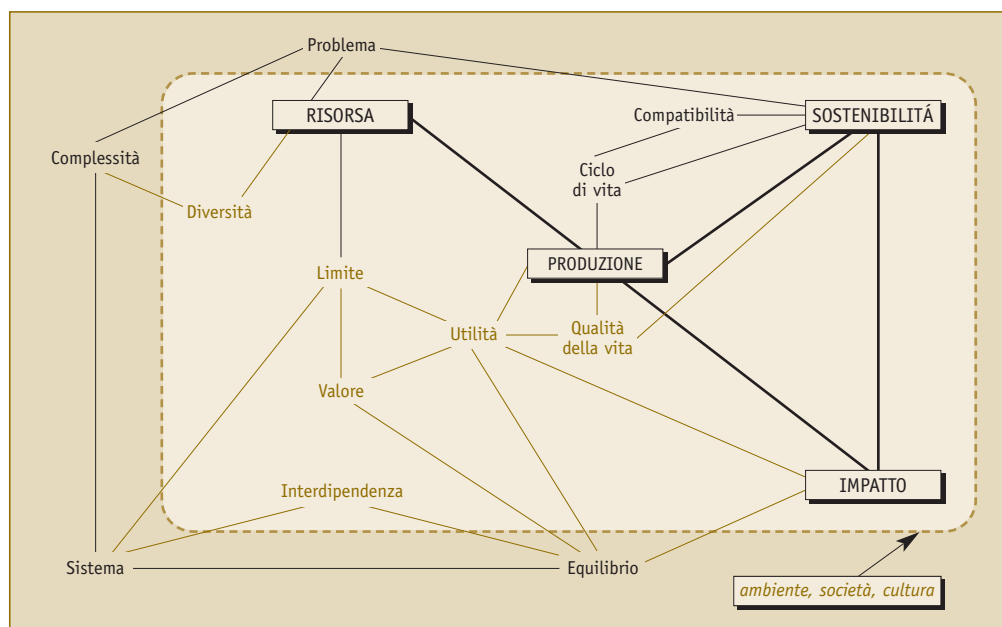 Problema
RISORSA
Compatibilità
SOSTENIBILITÁ
Complessità
Ciclo
di vita
Diversità
PRODUZIONE
Limite
Utilità
Qualità
della vita
Valore
Interdipendenza
IMPATTO
Sistema
Equilibrio
ambiente, società, cultura